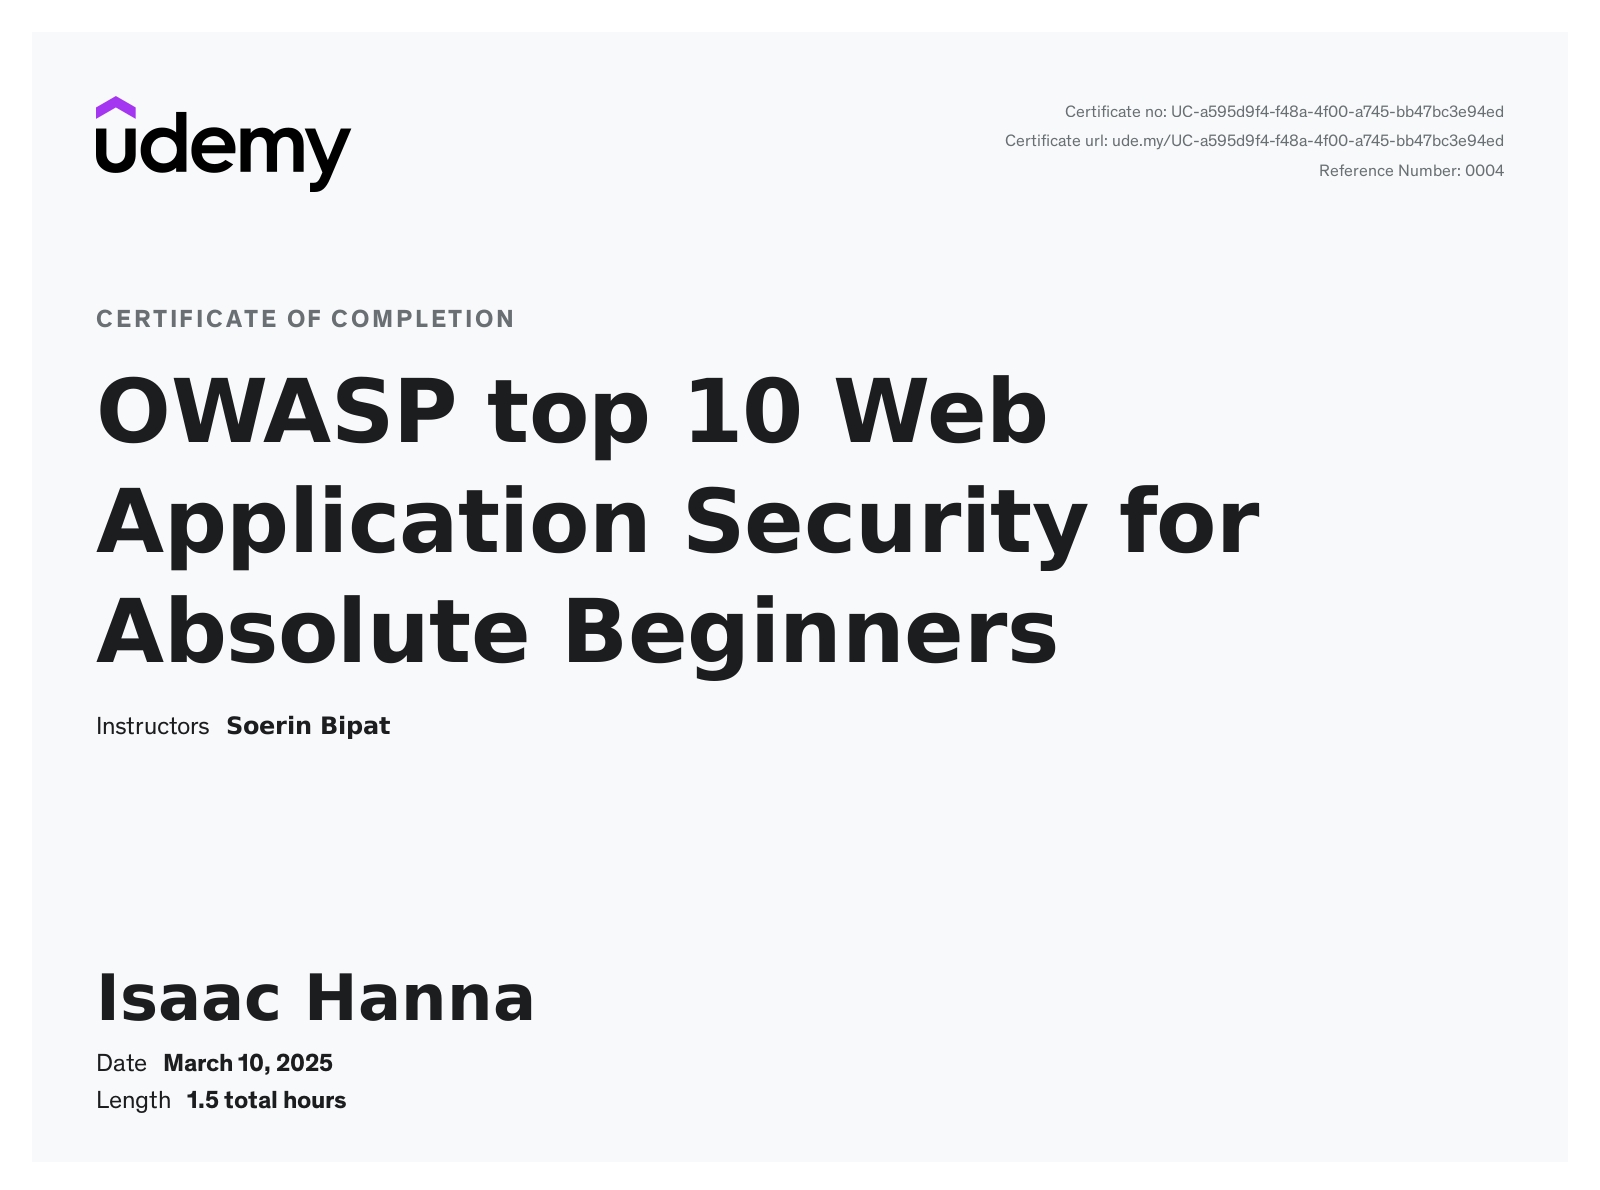 udemy
Certificate no: UC-a595d9f4-f48a-4f00-a745-bb47bc3e94ed
Certificate url: ude.my/UC-a595d9f4-f48a-4f00-a745-bb47bc3e94ed
Reference Number: 0004
CERTIFICATE OF COMPLETION
OWASP top 10 Web
Application Security for
Absolute Beginners
Instructors Soerin Bipat
Isaac Hanna
Date March 10, 2025
Length 1.5 total hours